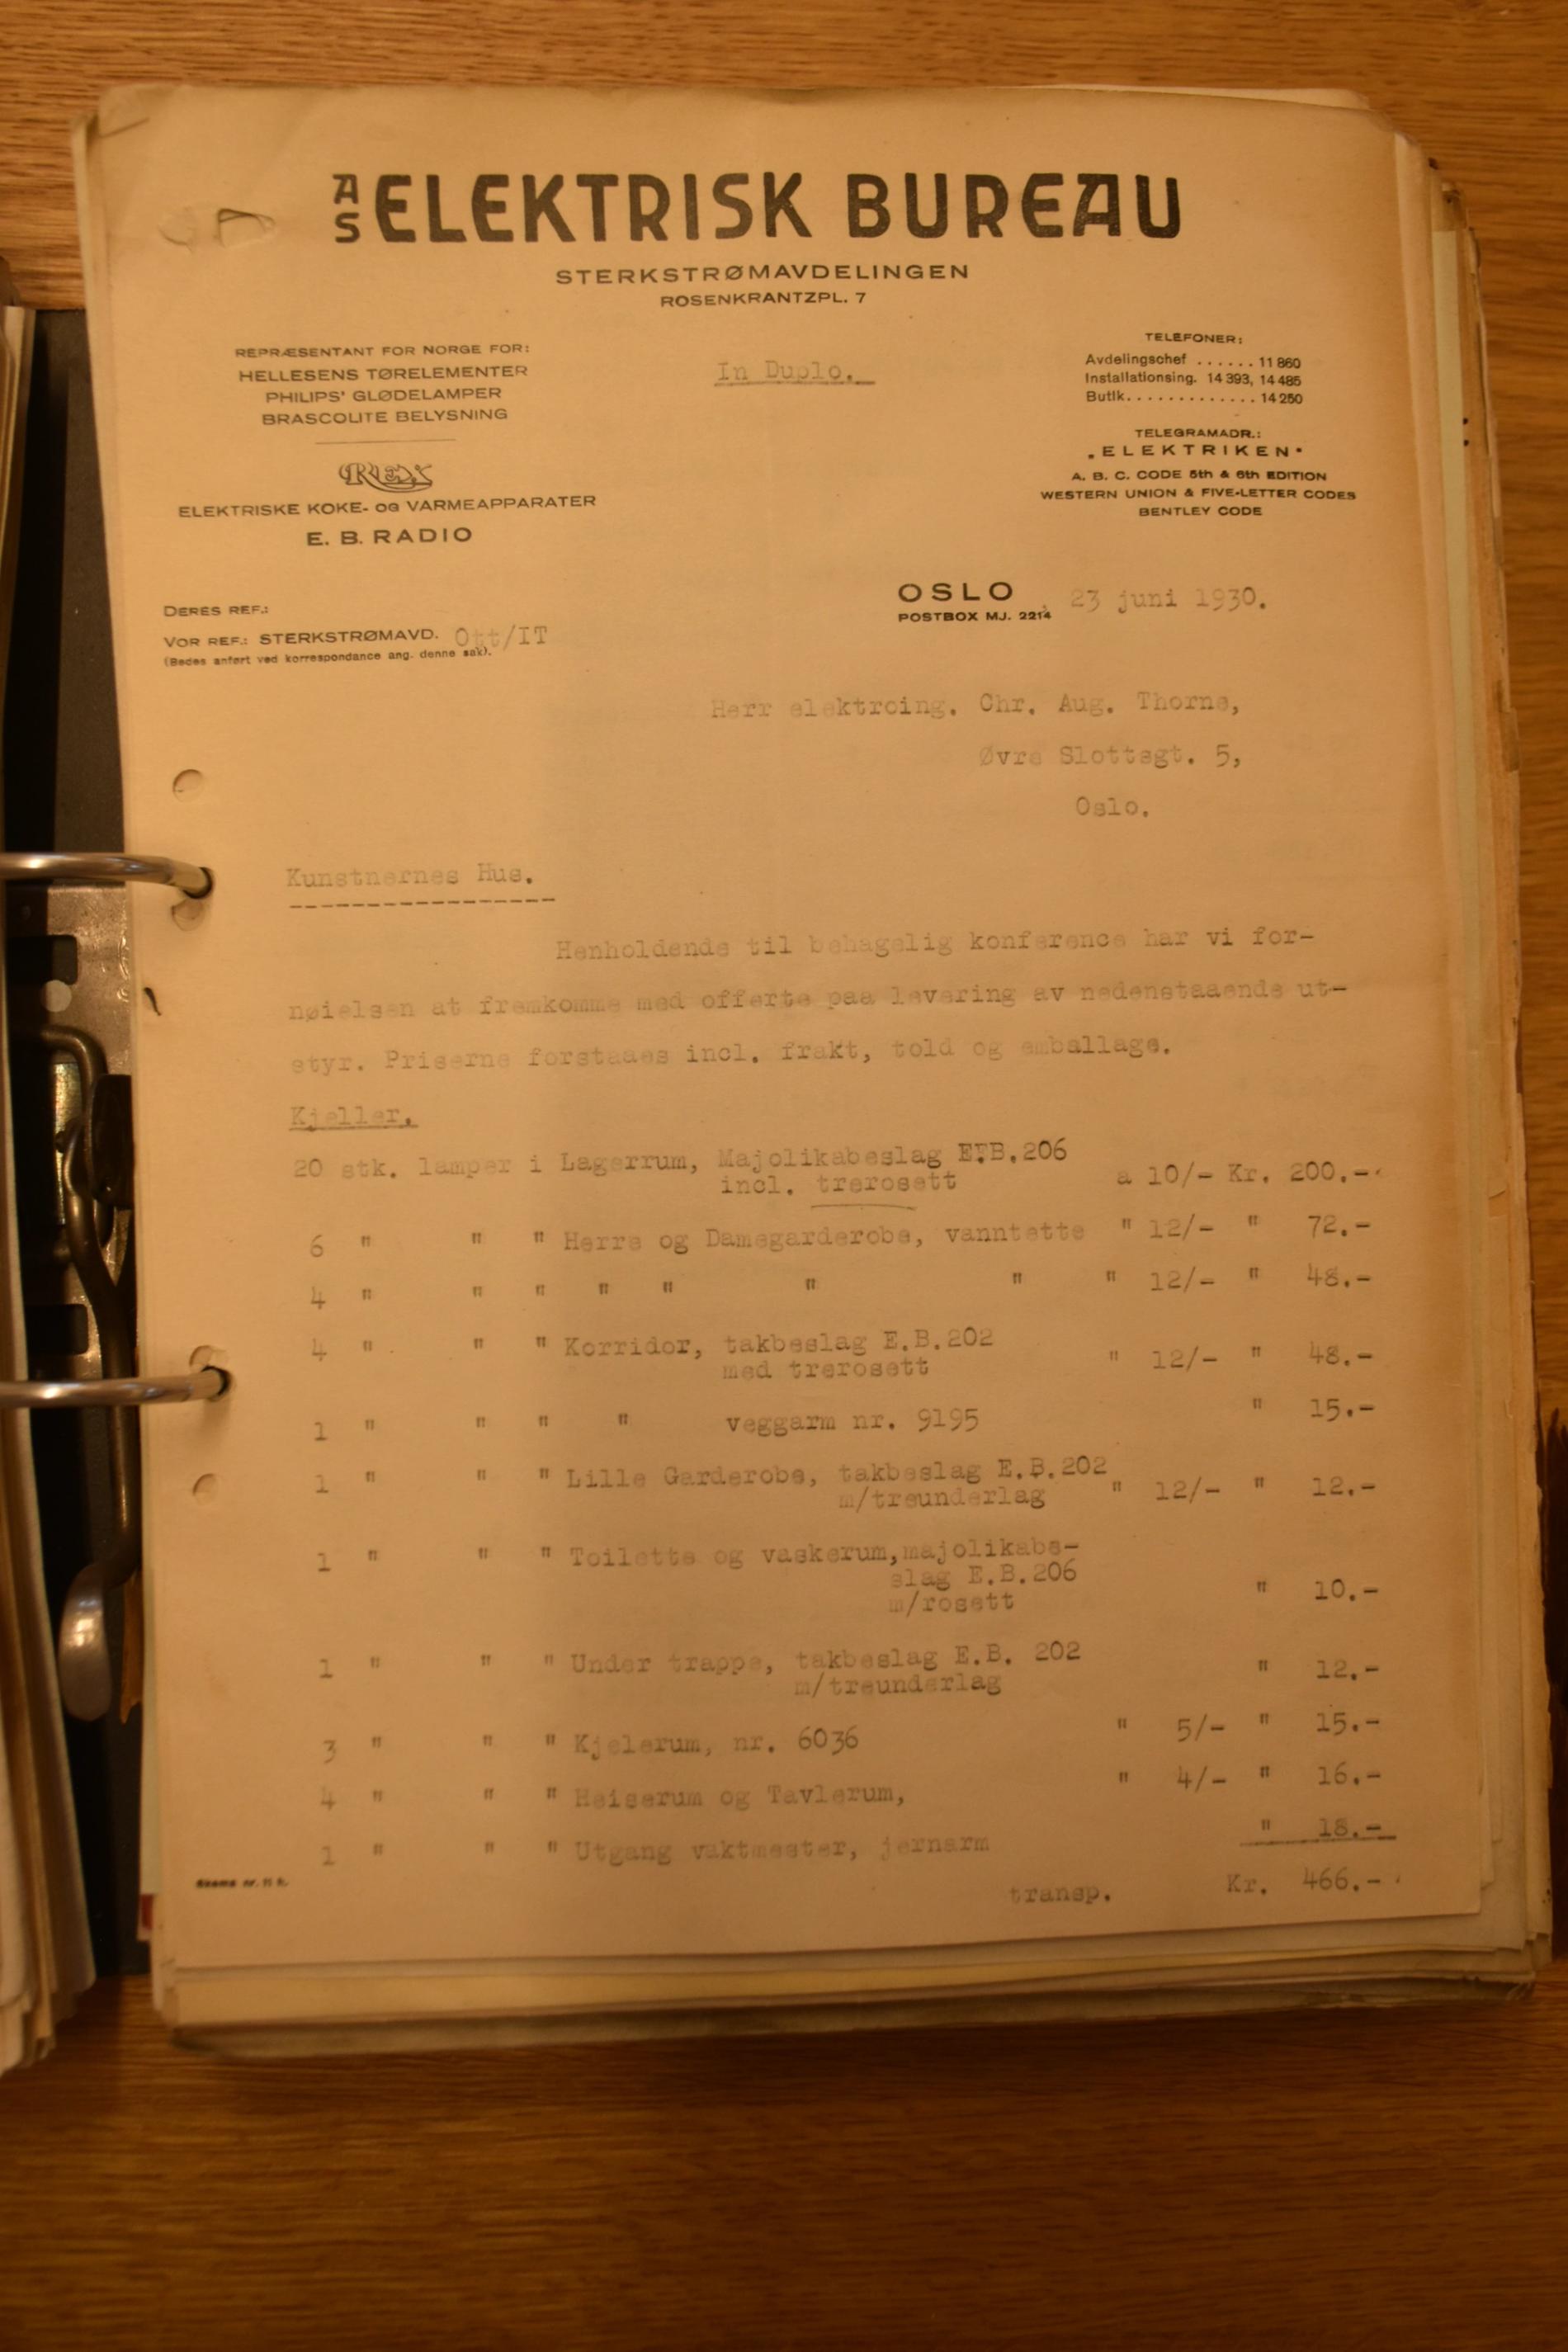 A/S ELEKTRISK BUREAU
STERKSTRØMAVDELINGEN
ROSENKRANTZPL. 7
REPRÆSENTANT FOR NORGE FOR:
HELLESENS TØRELEMENTER
PHILIPS' GLØDELAMPER
BRASCOLITE BELYSNING
REX
ELEKTRISKE KOKE- OG VARMEAPPARATER
E. B. RADIO
In Duplo.
TELEFONER:
Avdelingschef ...... 11 860
Installationsing. 14 393, 14 485
Butik............. 14 250
TELEGRAMADR.:
„ELEKTRIKEN"
A. B. C. CODE 5th & 6th EDITION
WESTERN UNION & FIVE-LETTER CODES
BENTLEY CODE
DERES REF.:
VOR REF.: STERKSTRØMAVD. Ott/IT
(Bedes anført ved korrespondance ang. denne sak).
OSLO, 23 juni 1930.
POSTBOX MJ. 2214
Herr elektroing. Chr. Aug. Thorne,
Øvre Slottsgt. 5,
Oslo.
Kunstnernes Hus.
-----------------
Henholdende til behagelig konference har vi for-
nøielsen at fremkomme med offerte paa levering av nedenstaaende ut-
styr. Priserne forstaaes incl. frakt, told og emballage.
Kjeller.
20 stk. lamper i Lagerrum, Majolikabeslag E.B.206
incl. trerosett a 10/- Kr. 200.-
6 " " " Herre og Damegarderobe, vanntette " 12/- " 72.-
4 " " " " " " " " 12/- " 48.-
4 " " " Korridor, takbeslag E.B.202
med trerosett " 12/- " 48.-
1 " " " " veggarm nr. 9195 " 15.-
1 " " " Lille Garderobe, takbeslag E.B.202
m/treunderlag " 12/- " 12.-
1 " " " Toilette og vaskerum, majolikabe-
slag E.B.206
m/rosett " 10.-
1 " " " Under trappe, takbeslag E.B. 202
m/treunderlag " 12.-
3 " " " Kjelerum, nr. 6036 " 5/- " 15.-
4 " " " Heiserum og Tavlerum, " 4/- " 16.-
1 " " " Utgang vaktmester, jernarm " 18.-
transp. Kr. 466.-